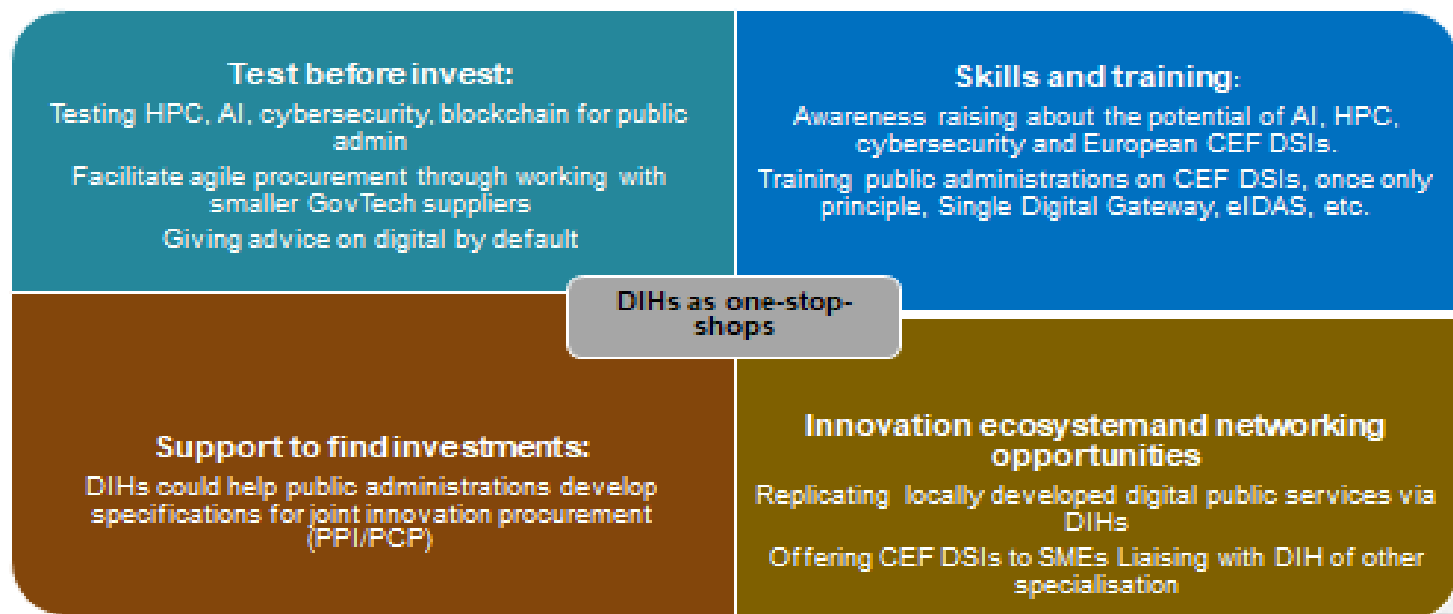 Test before invest:
Testing HPC, AI, cybersecurity, blockchain for public
admin
Facilitate agile procurement through working with
smaller GovTech suppliers
Giving advice on digital by default
Skills and training:
Awareness raising about the potential of AI, HPC,
cybersecurity and European CEF DSIs.
Training public administrations on CEF DSIs, once only
principle, Single Digital Gateway, eIDAS, etc.
DIHs as one-stop-
shops
Support to find investments:
DIHs could help public administrations develop
specifications for joint innovation procurement
(PPI/PCP)
Innovation ecosystemand networking
opportunities
Replicating locally developed digital public services via
DIHs
Offering CEF DSIs to SMEs Liaising with DIH of other
specialisation